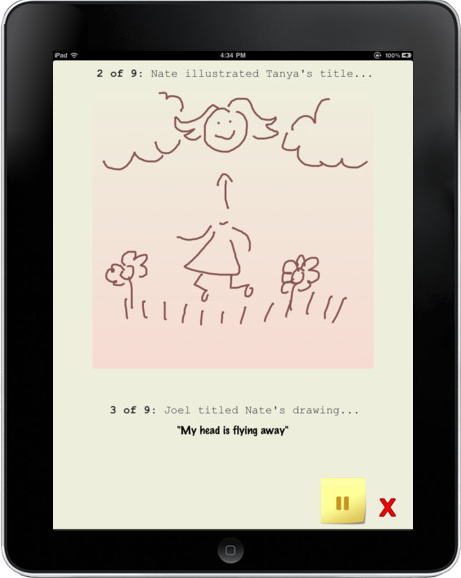 iPad 4:34 PM 100%
2 of 9: Nate illustrated Tanya's title...
3 of 9: Joel titled Nate's drawing...
"My head is flying away"
X